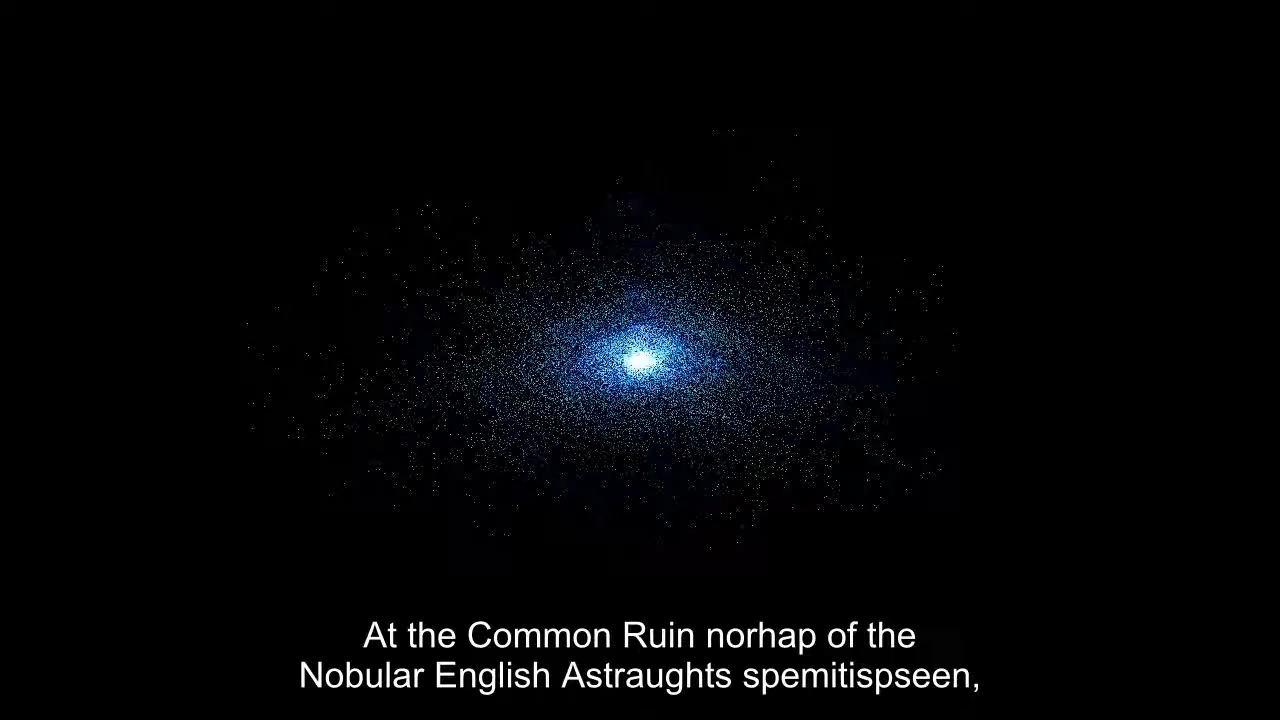 At the Common Ruin norhap of the
Nobular English Astraughts spemitispseen,